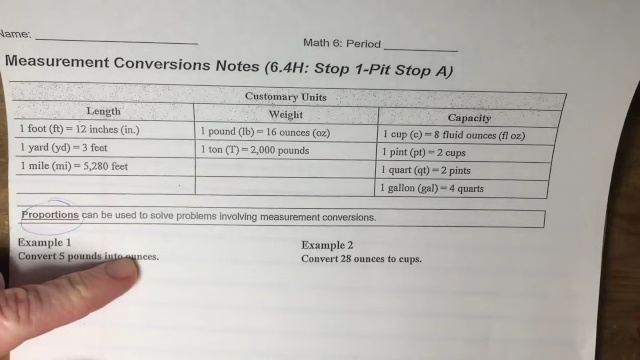 Name:
Math 6: Period
Measurement Conversions Notes (6.4H: Stop 1-Pit Stop A)
Customary Units
Length Weight Capacity
1 foot (ft) = 12 inches (in.) 1 pound (lb) = 16 ounces (oz) 1 cup (c) = 8 fluid ounces (fl oz)
1 yard (yd) = 3 feet 1 ton (T) = 2,000 pounds 1 pint (pt) = 2 cups
1 mile (mi) = 5,280 feet 1 quart (qt) = 2 pints
1 gallon (gal) = 4 quarts
Proportions can be used to solve problems involving measurement conversions.
Example 1 Example 2
Convert 5 pounds into ounces. Convert 28 ounces to cups.